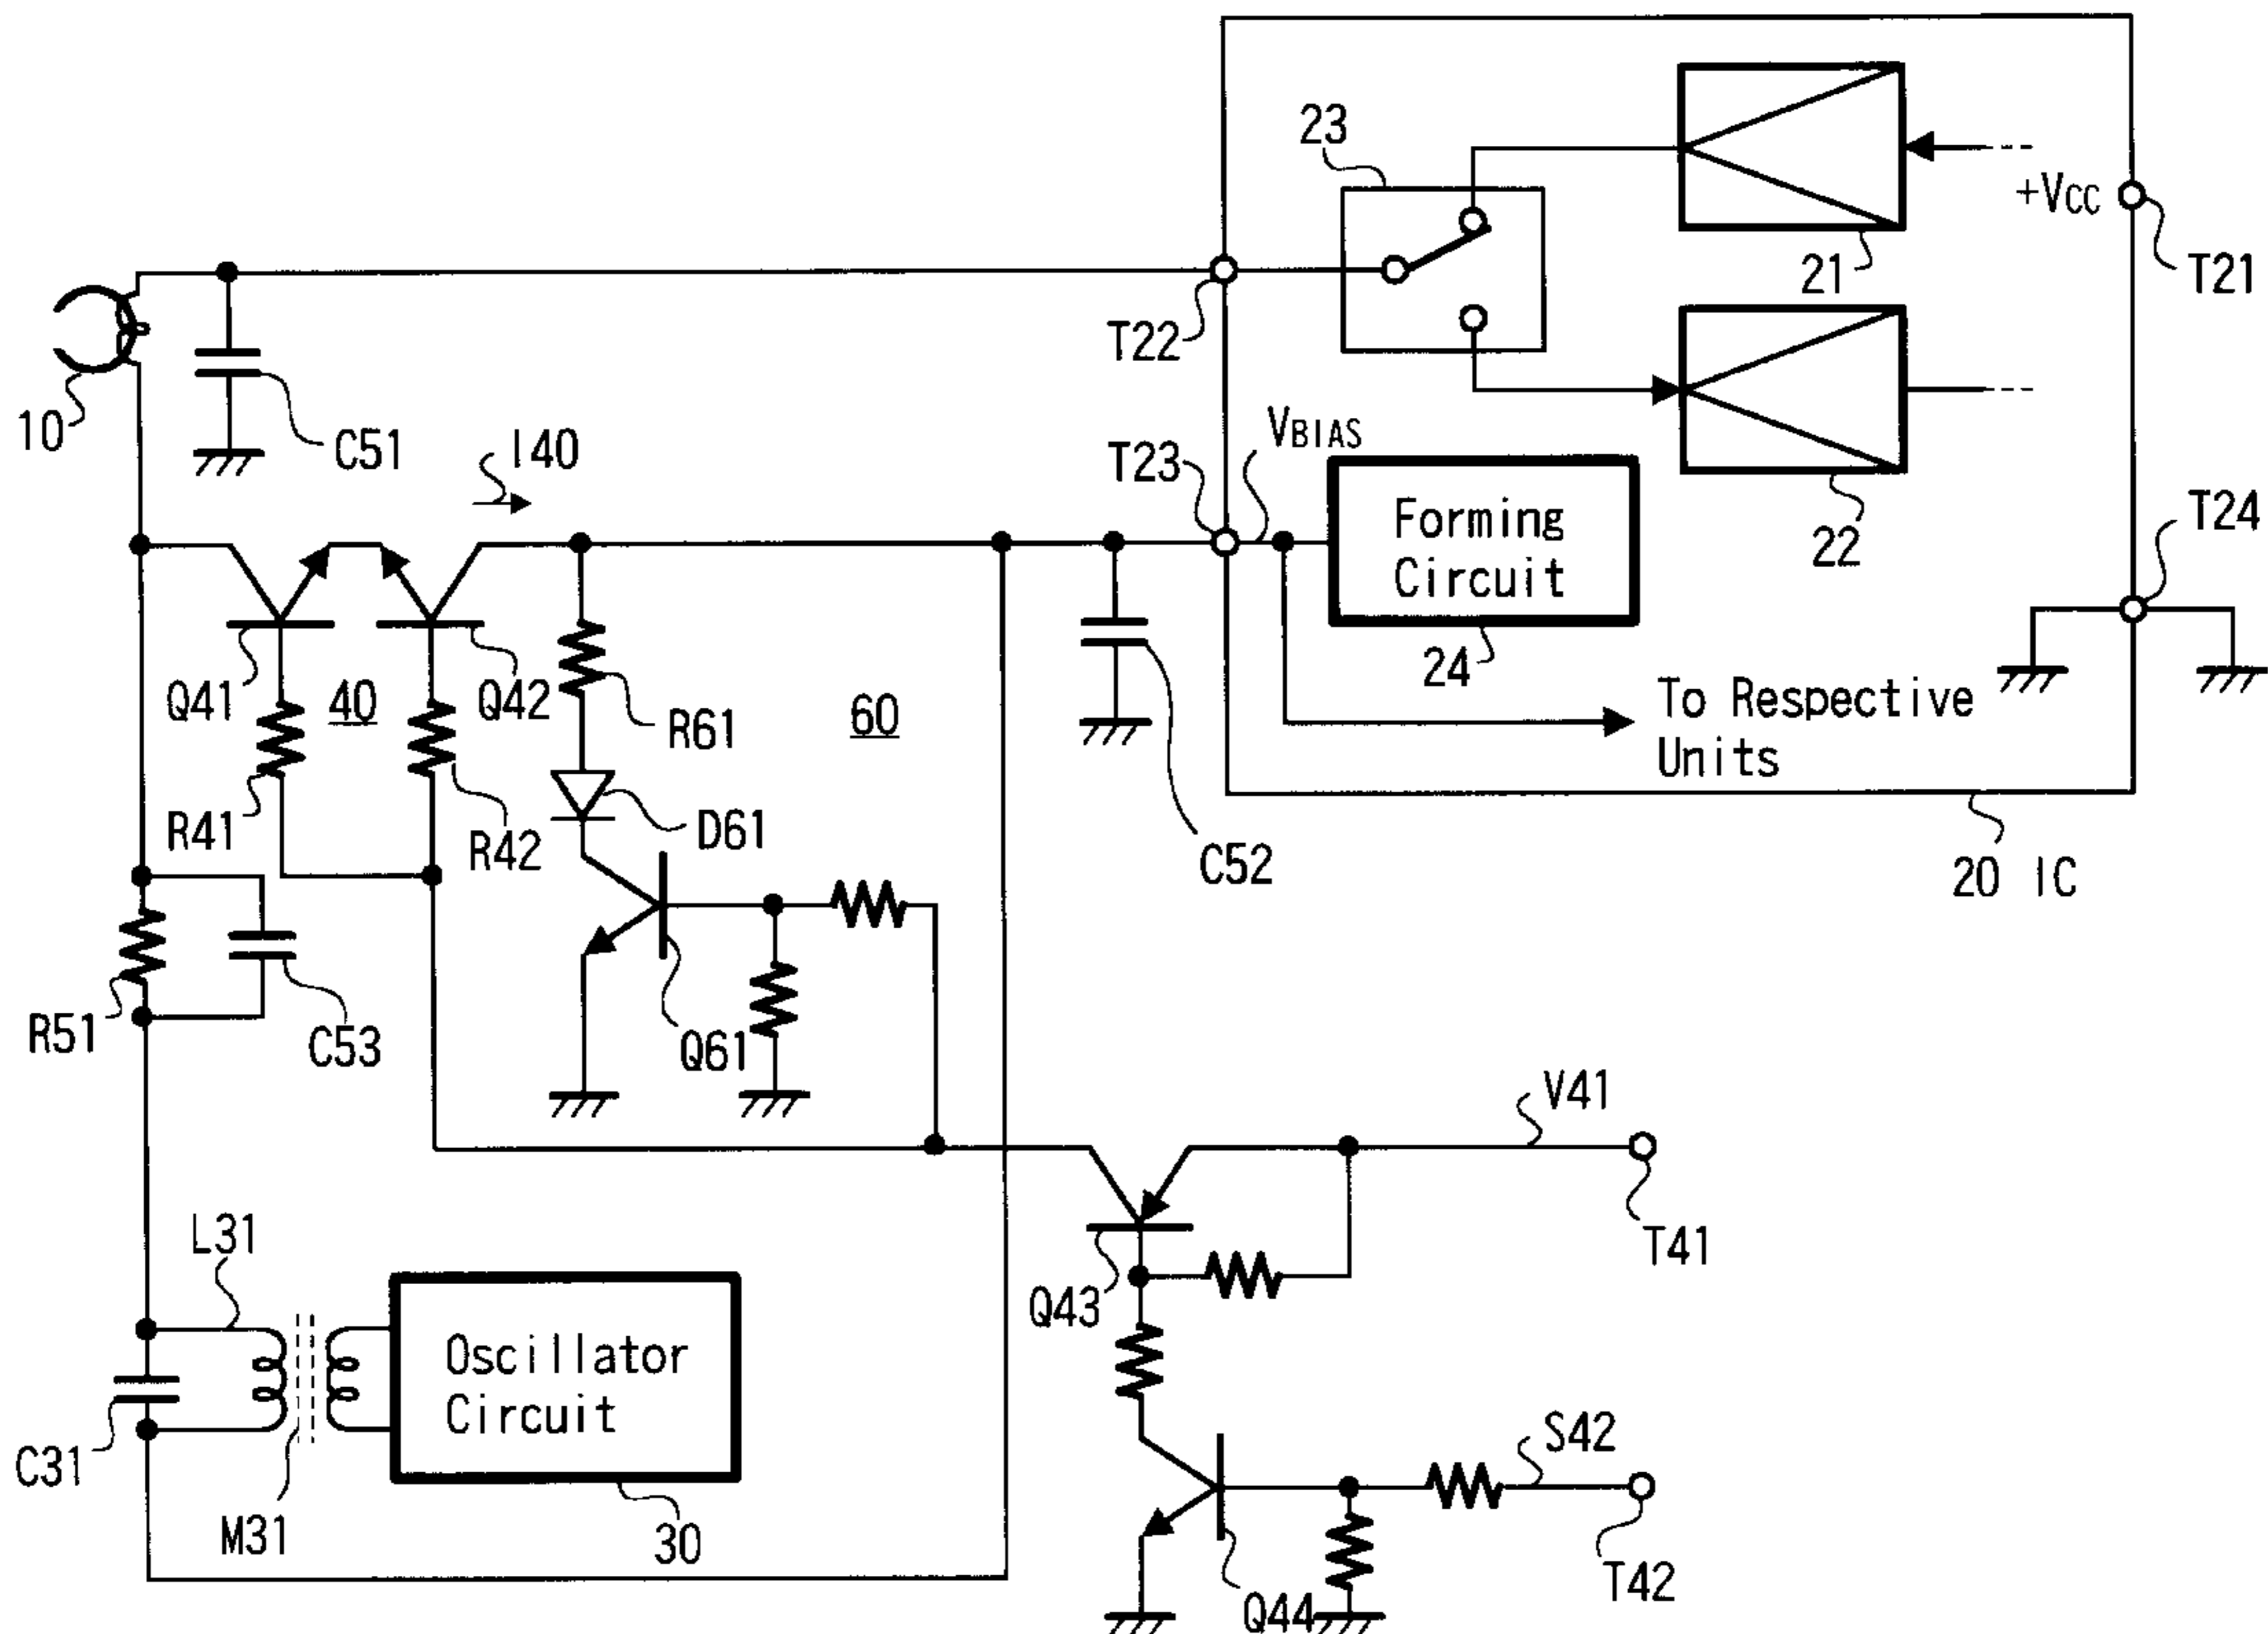 23
+VCC
21
T21
T22
10
C51
I40
T23
VBIAS
Forming
Circuit
22
T24
24
Q41
40
Q42
R61
60
To Respective
Units
R41
R42
D61
C52
20 IC
R51
C53
Q61
V41
L31
T41
Q43
Oscillator
Circuit
S42
C31
M31
30
T42
Q44